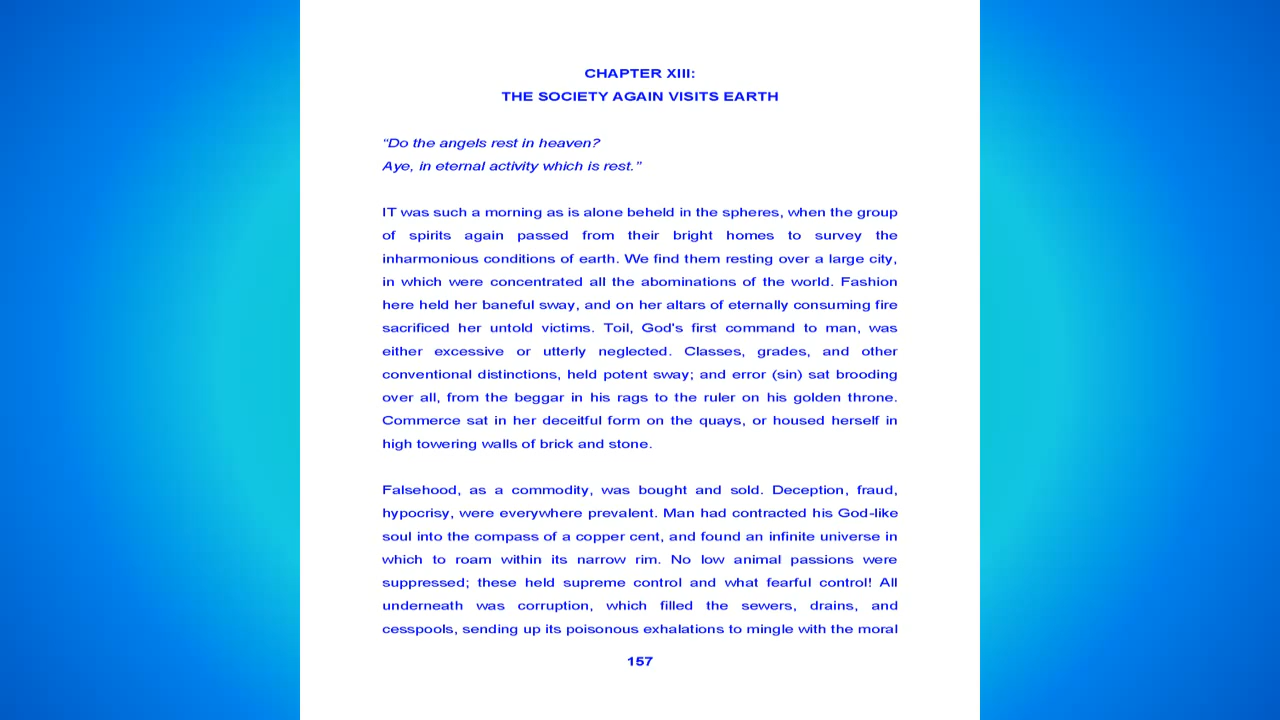 CHAPTER XIII:
THE SOCIETY AGAIN VISITS EARTH
“Do the angels rest in heaven?
Aye, in eternal activity which is rest.”
IT was such a morning as is alone beheld in the spheres, when the group
of spirits again passed from their bright homes to survey the
inharmonious conditions of earth. We find them resting over a large city,
in which were concentrated all the abominations of the world. Fashion
here held her baneful sway, and on her altars of eternally consuming fire
sacrificed her untold victims. Toil, God's first command to man, was
either excessive or utterly neglected. Classes, grades, and other
conventional distinctions, held potent sway; and error (sin) sat brooding
over all, from the beggar in his rags to the ruler on his golden throne.
Commerce sat in her deceitful form on the quays, or housed herself in
high towering walls of brick and stone.
Falsehood, as a commodity, was bought and sold. Deception, fraud,
hypocrisy, were everywhere prevalent. Man had contracted his God-like
soul into the compass of a copper cent, and found an infinite universe in
which to roam within its narrow rim. No low animal passions were
suppressed; these held supreme control and what fearful control! All
underneath was corruption, which filled the sewers, drains, and
cesspools, sending up its poisonous exhalations to mingle with the moral
157